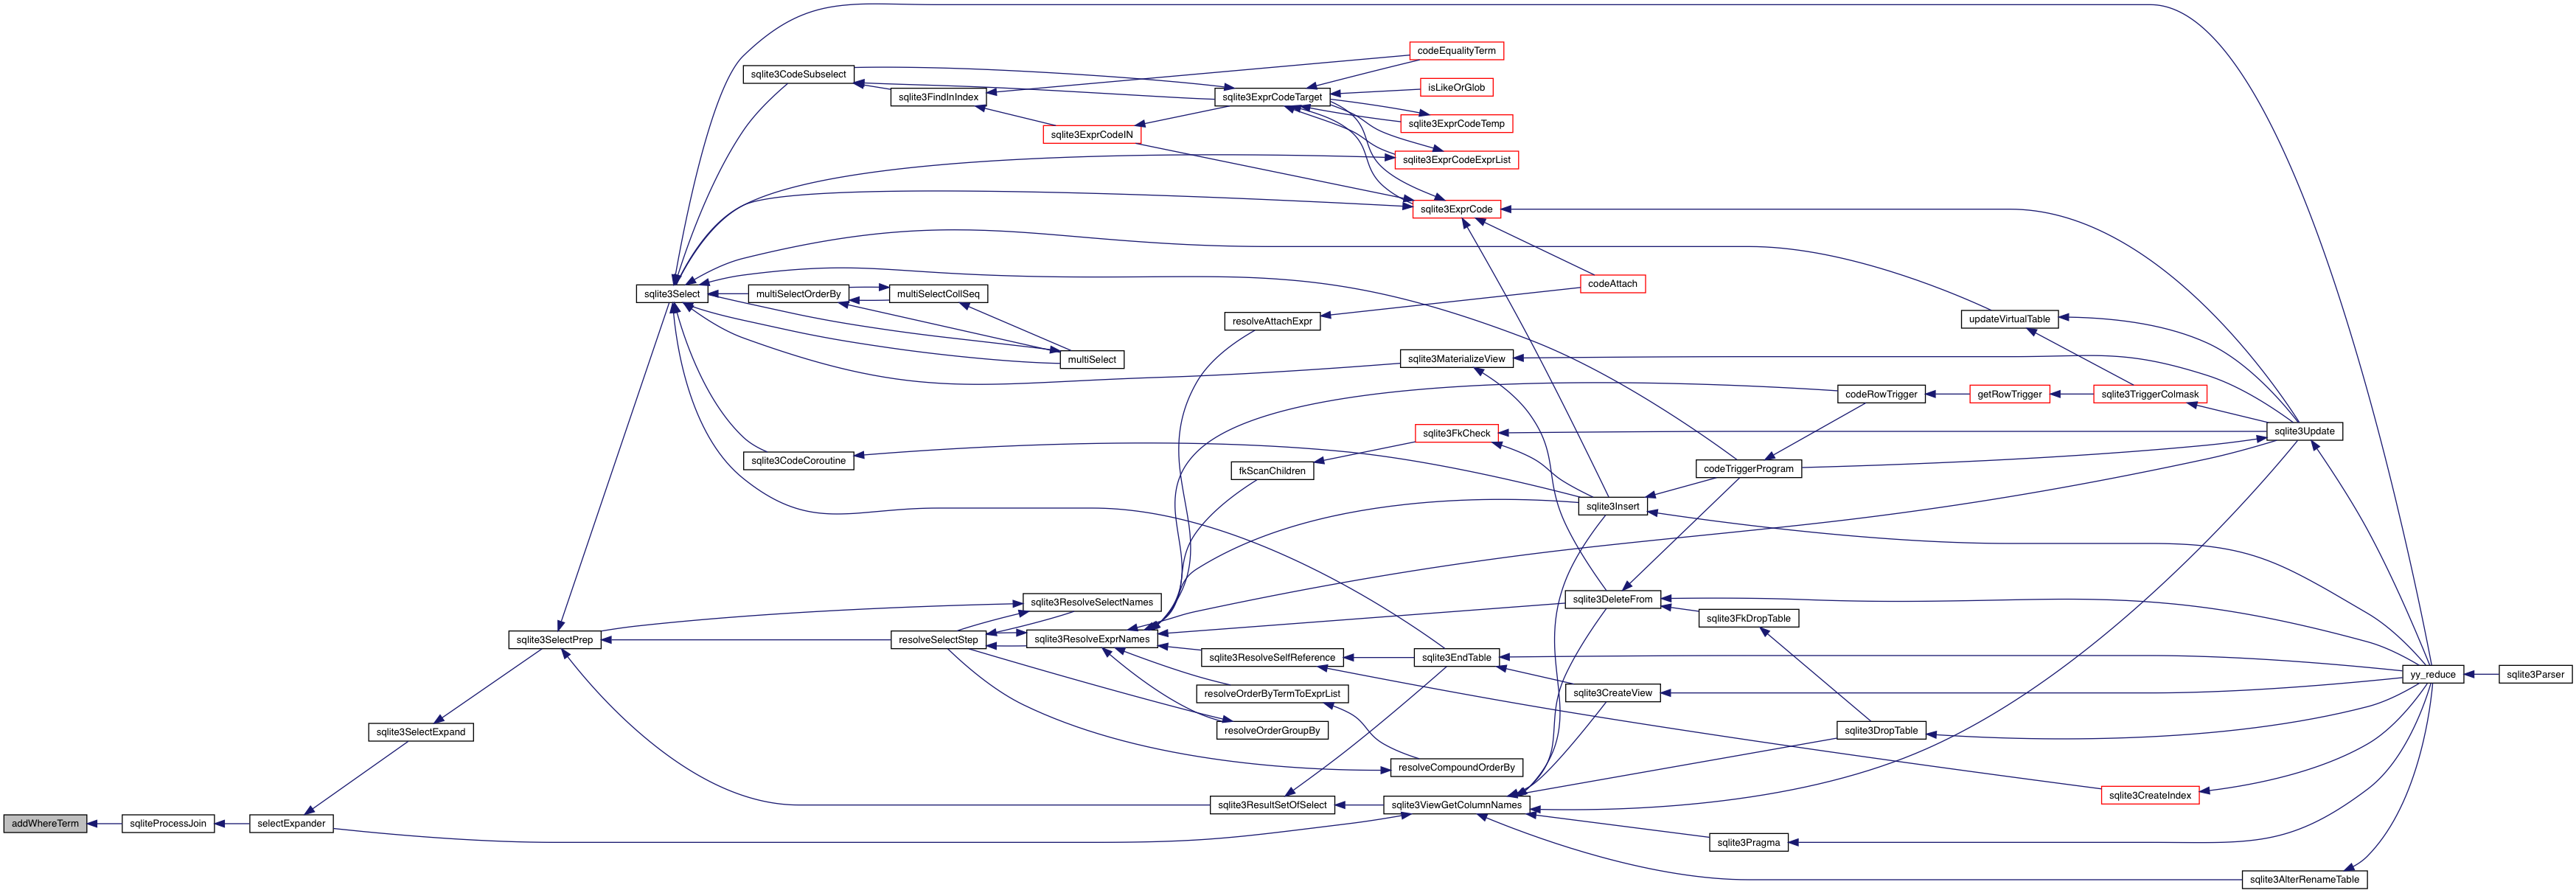 codeEqualityTerm
sqlite3CodeSubselect
isLikeOrGlob
sqlite3FindInIndex
sqlite3ExprCodeTarget
sqlite3ExprCodeTemp
sqlite3ExprCodeIN
sqlite3ExprCodeExprList
sqlite3ExprCode
codeAttach
sqlite3Select
multiSelectOrderBy
multiSelectCollSeq
resolveAttachExpr
updateVirtualTable
sqlite3MaterializeView
multiSelect
codeRowTrigger
getRowTrigger
sqlite3TriggerColmask
sqlite3FkCheck
sqlite3Update
sqlite3CodeCoroutine
fkScanChildren
codeTriggerProgram
sqlite3Insert
sqlite3ResolveSelectNames
sqlite3DeleteFrom
sqlite3FkDropTable
sqlite3SelectPrep
resolveSelectStep
sqlite3ResolveExprNames
sqlite3ResolveSelfReference
sqlite3EndTable
yy_reduce
sqlite3Parser
resolveOrderByTermToExprList
sqlite3CreateView
sqlite3SelectExpand
resolveOrderGroupBy
sqlite3DropTable
resolveCompoundOrderBy
sqlite3CreateIndex
sqlite3ResultSetOfSelect
sqlite3ViewGetColumnNames
addWhereTerm
sqliteProcessJoin
selectExpander
sqlite3Pragma
sqlite3AlterRenameTable